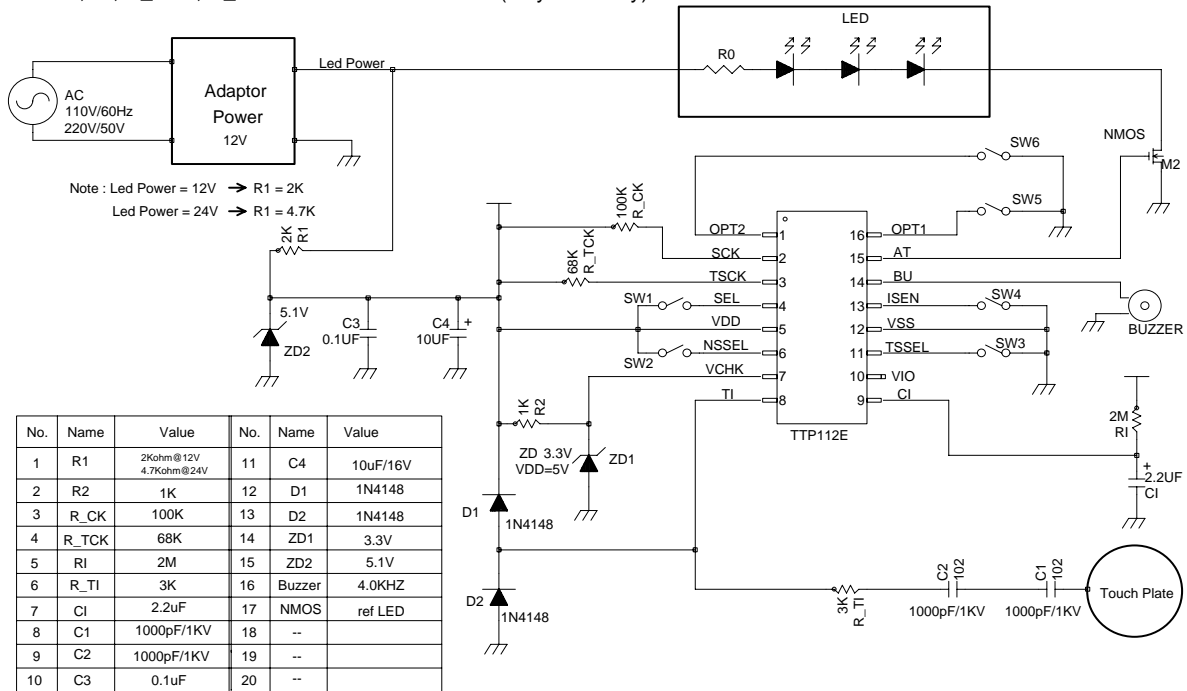 LED
R0
Led Power
Adaptor
Power
12V
AC
110V/60Hz
220V/50V
Note : Led Power = 12V → R1 = 2K
Led Power = 24V → R1 = 4.7K
NMOS
M2
SW6
SW5
100K
R_CK
68K
R_TCK
2K
R1
OPT2
SCK
TSCK
SEL
VDD
NSSEL
VCHK
TI
1
2
3
4
5
6
7
8
16
15
14
13
12
11
10
9
OPT1
AT
BU
ISEN
VSS
TSSEL
VIO
CI
TTP112E
SW1
SW2
SW4
SW3
BUZZER
5.1V
ZD2
C3
0.1UF
C4
+
10UF
1K
R2
ZD 3.3V
VDD=5V
ZD1
2M
RI
+
2.2UF
CI
D1
1N4148
D2
1N4148
3K
R_TI
C2
102
1000pF/1KV
C1
102
1000pF/1KV
Touch Plate
No. Name Value No. Name Value
1 R1 2Kohm@12V 4.7Kohm@24V 11 C4 10uF/16V
2 R2 1K 12 D1 1N4148
3 R_CK 100K 13 D2 1N4148
4 R_TCK 68K 14 ZD1 3.3V
5 RI 2M 15 ZD2 5.1V
6 R_TI 3K 16 Buzzer 4.0KHZ
7 CI 2.2uF 17 NMOS ref LED
8 C1 1000pF/1KV 18 --
9 C2 1000pF/1KV 19 --
10 C3 0.1uF 20 --